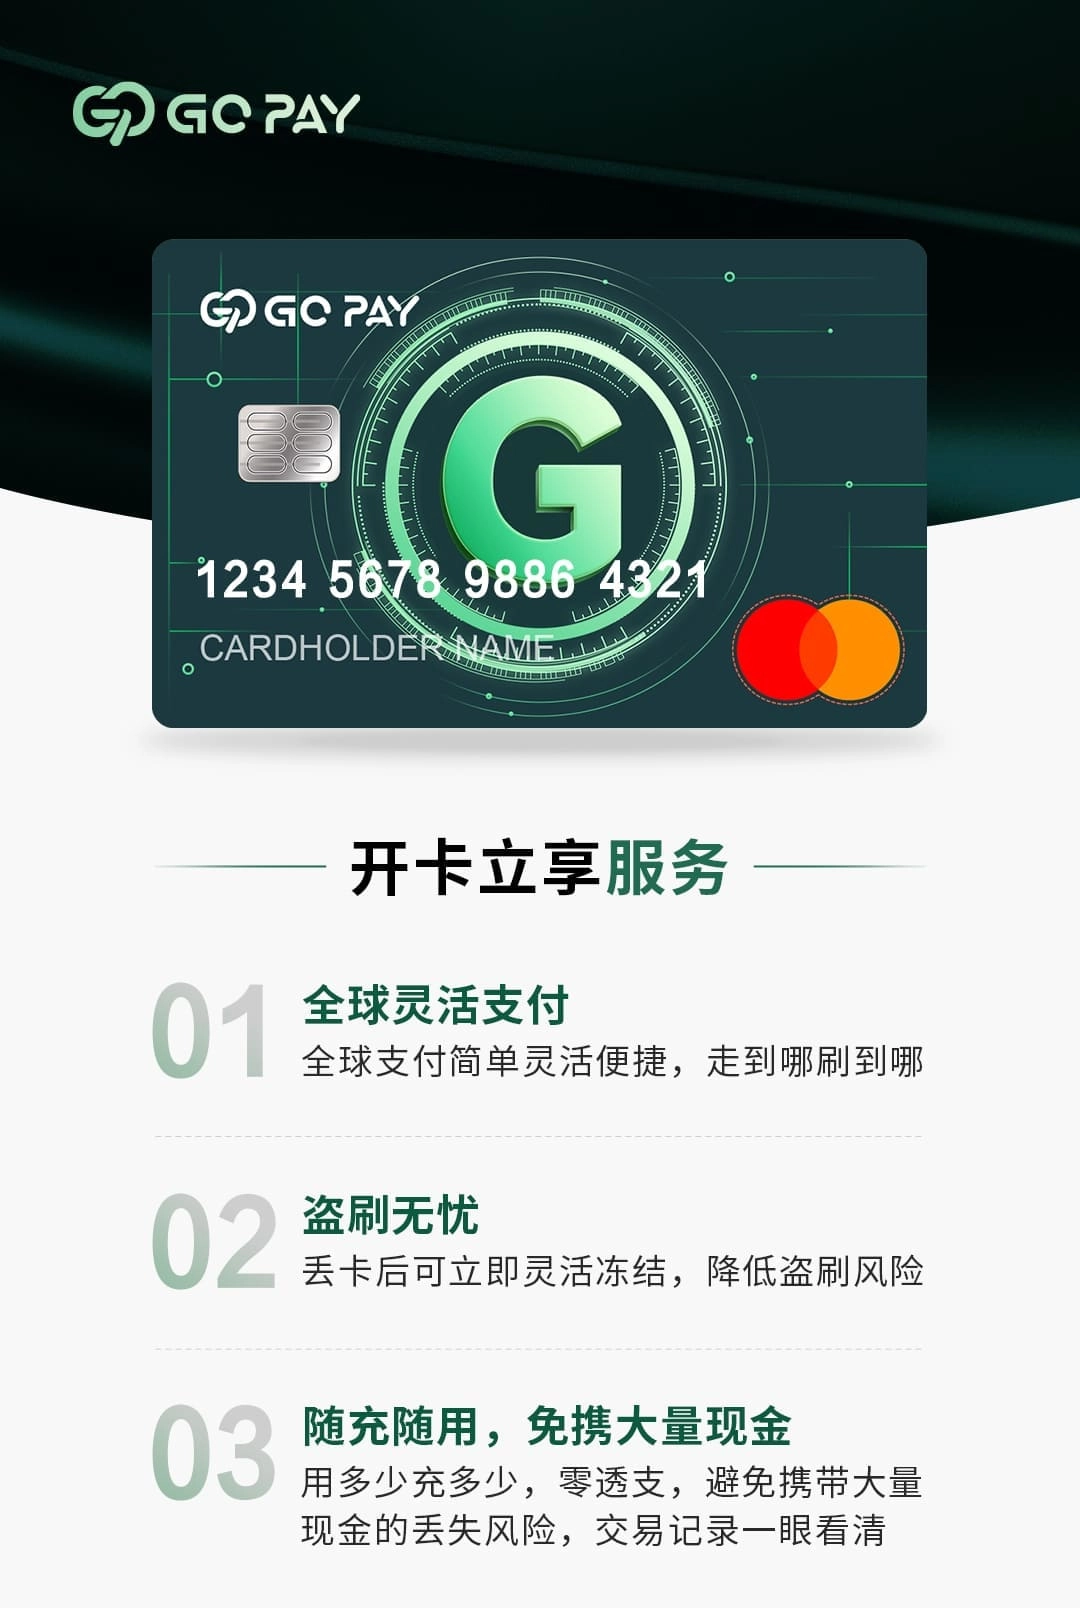 GO PAY
GO PAY
G
1234 5678 9886 4321
CARDHOLDER NAME
开卡立享服务
01
全球灵活支付
全球支付简单灵活便捷，走到哪刷到哪
02
盗刷无忧
丢卡后可立即灵活冻结，降低盗刷风险
03
随充随用，免携大量现金
用多少充多少，零透支，避免携带大量
现金的丢失风险，交易记录一眼看清